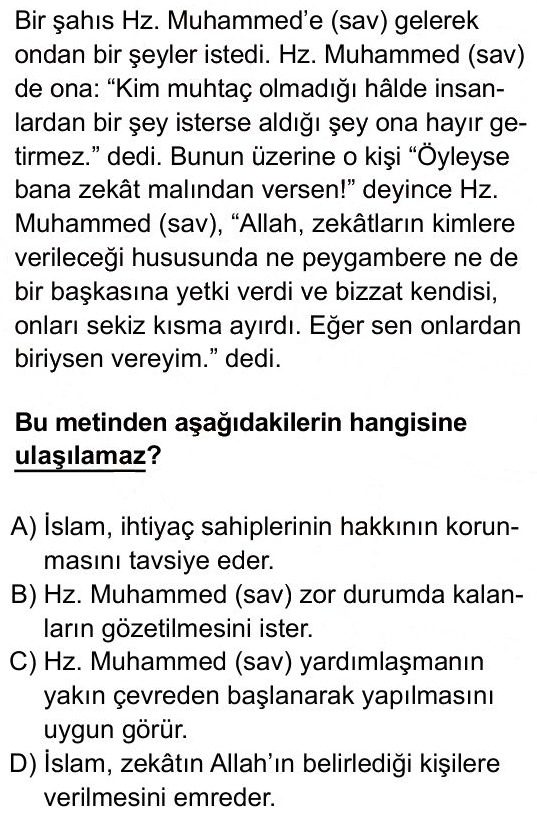 Bir şahıs Hz. Muhammed’e (sav) gelerek
ondan bir şeyler istedi. Hz. Muhammed (sav)
de ona: “Kim muhtaç olmadığı hâlde insan-
lardan bir şey isterse aldığı şey ona hayır ge-
tirmez.” dedi. Bunun üzerine o kişi “Öyleyse
bana zekât malından versen!” deyince Hz.
Muhammed (sav), “Allah, zekâtların kimlere
verileceği hususunda ne peygambere ne de
bir başkasına yetki verdi ve bizzat kendisi,
onları sekiz kısma ayırdı. Eğer sen onlardan
biriysen vereyim.” dedi.
Bu metinden aşağıdakilerin hangisine
ulaşılamaz?
A) İslam, ihtiyaç sahiplerinin hakkının korun-
masını tavsiye eder.
B) Hz. Muhammed (sav) zor durumda kalan-
ların gözetilmesini ister.
C) Hz. Muhammed (sav) yardımlaşmanın
yakın çevreden başlanarak yapılmasını
uygun görür.
D) İslam, zekâtın Allah’ın belirlediği kişilere
verilmesini emreder.